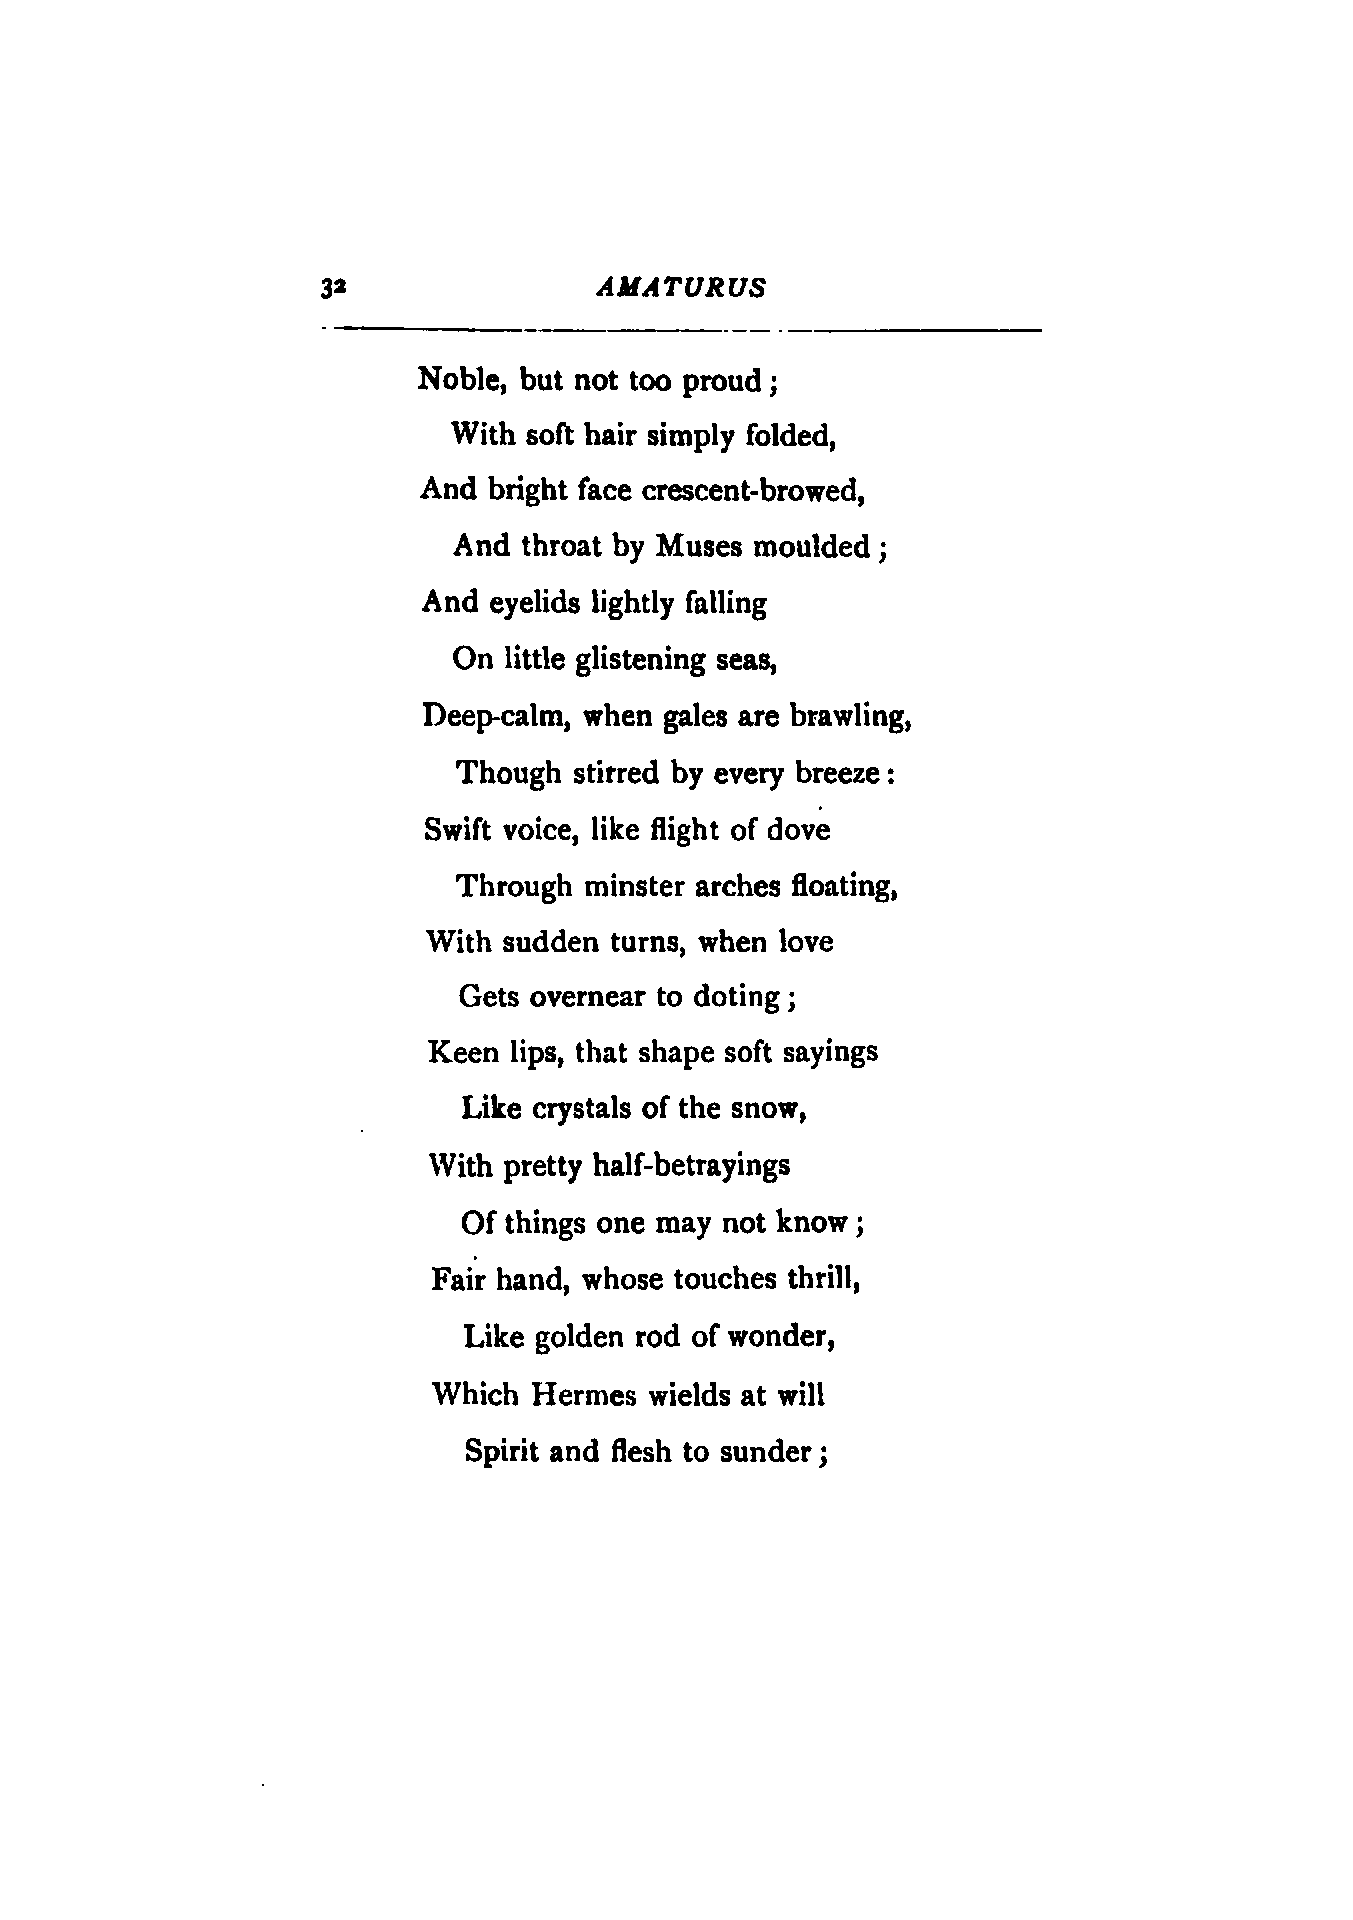 32 AMATURUS
Noble, but not too proud ;
With soft hair simply folded,
And bright face crescent-browed,
And throat by Muses moulded ;
And eyelids lightly falling
On little glistening seas,
Deep-calm, when gales are brawling,
Though stirred by every breeze :
Swift voice, like flight of dove
Through minster arches floating,
With sudden turns, when love
Gets overnear to doting ;
Keen lips, that shape soft sayings
Like crystals of the snow,
With pretty half-betrayings
Of things one may not know ;
Fair hand, whose touches thrill,
Like golden rod of wonder,
Which Hermes wields at will
Spirit and flesh to sunder ;